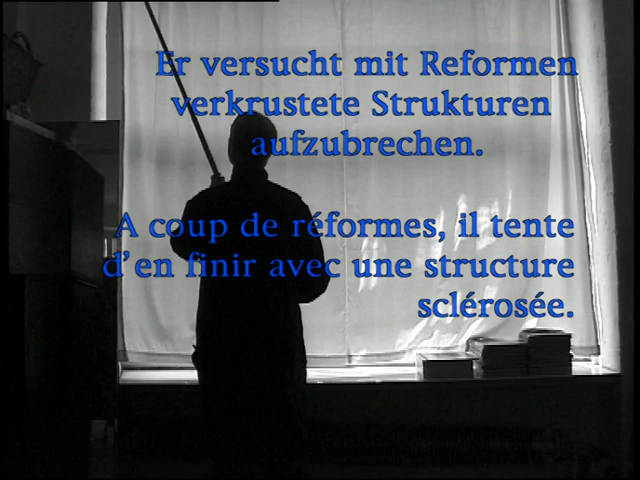 Er versucht mit Reformen
verkrustete Strukturen
aufzubrechen.
A coup de réformes, il tente
d'en finir avec une structure
sclérosée.